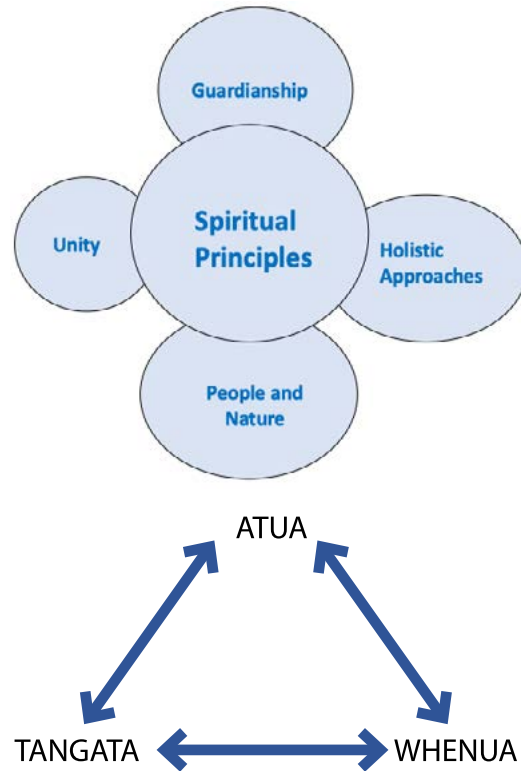 Guardianship
Spiritual
Principles
Unity
Holistic
Approaches
People and
Nature
ATUA
TANGATA
WHENUA